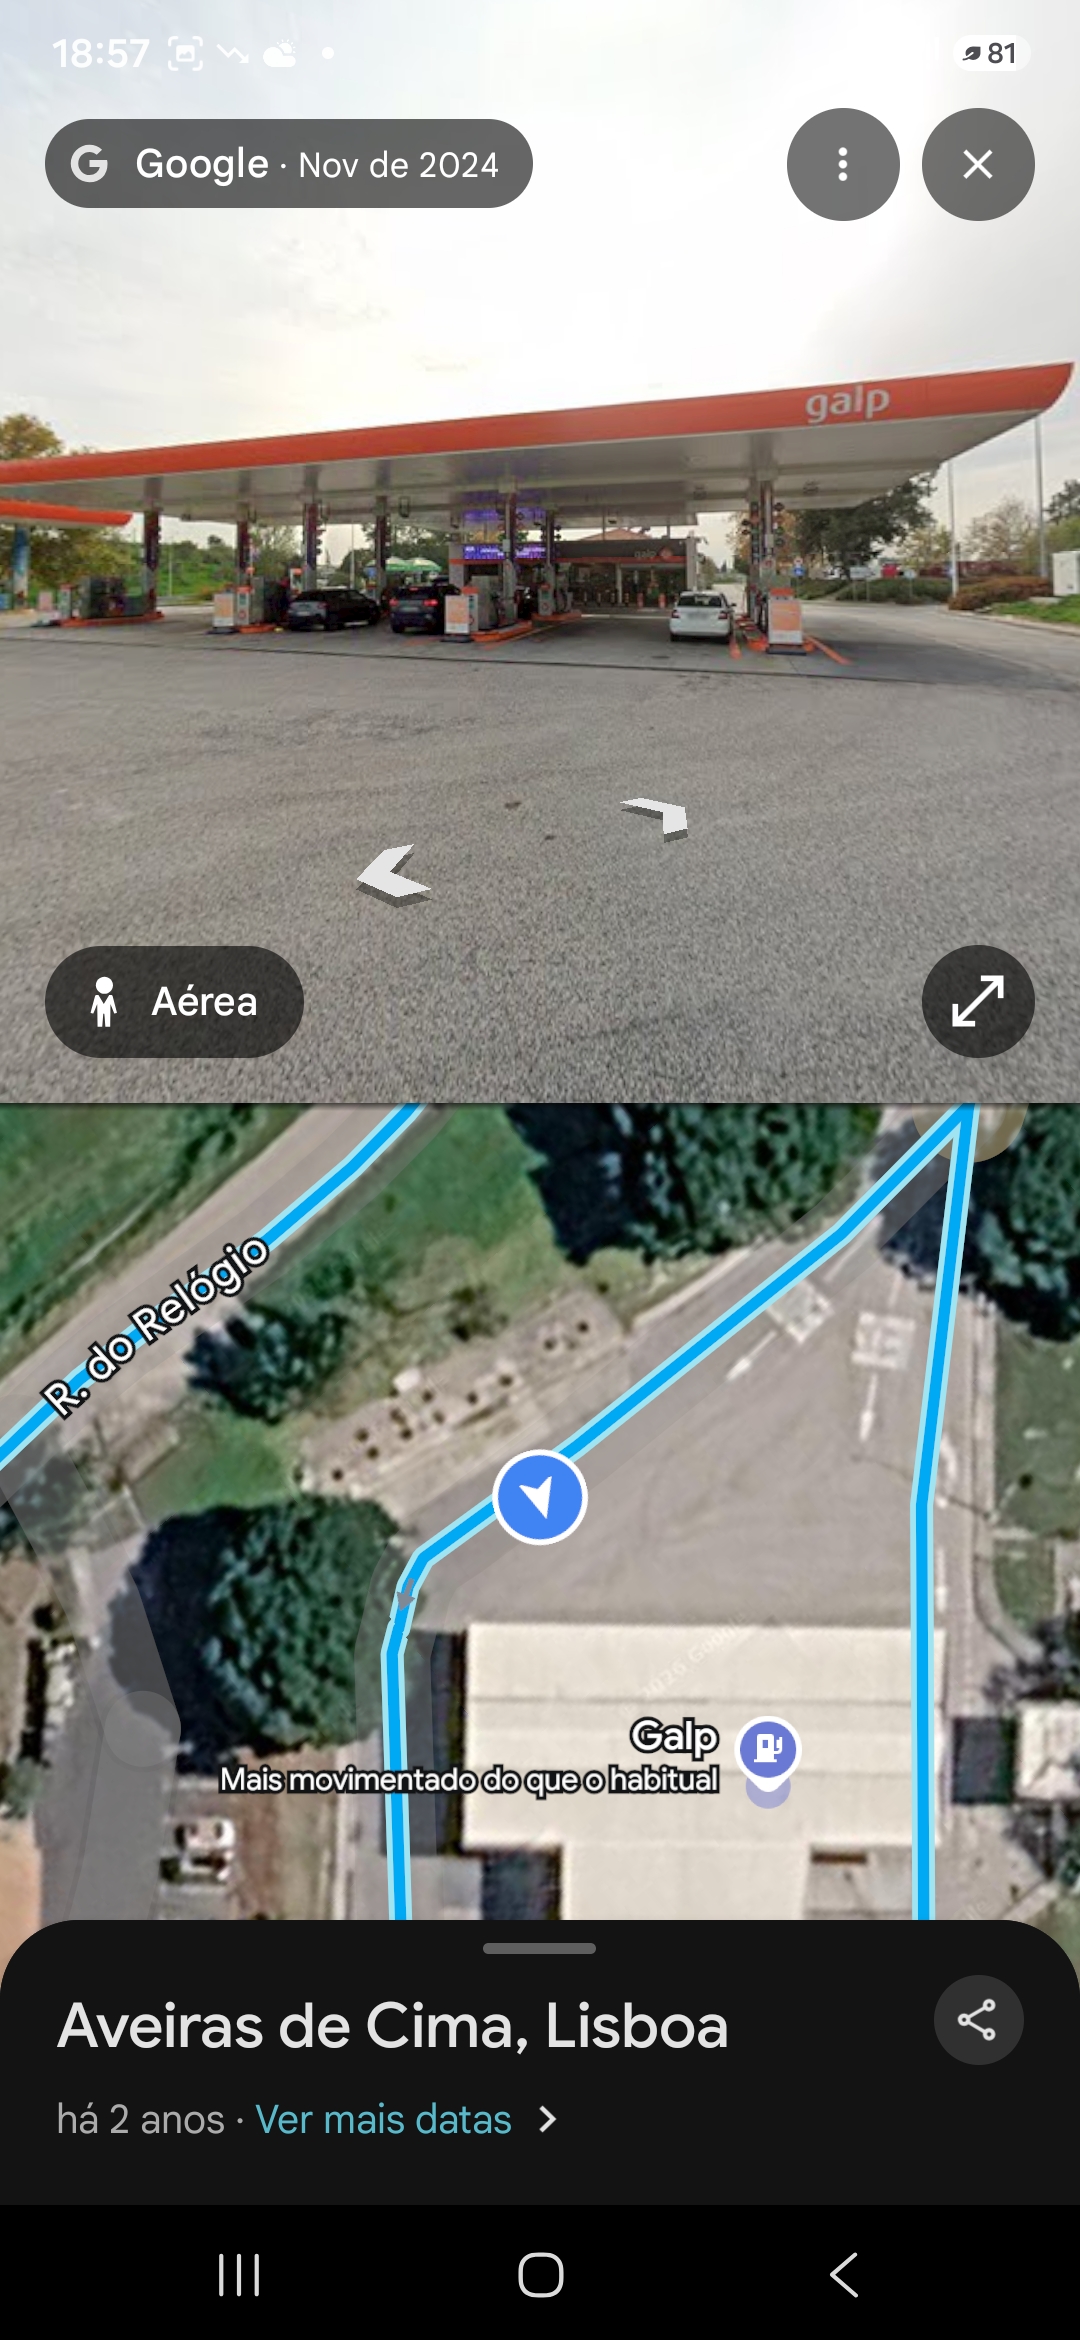 18:57
81
Google · Nov de 2024
galp
galp
Aérea
R. do Relógio
Galp
Mais movimentado do que o habitual
Aveiras de Cima, Lisboa
há 2 anos · Ver mais datas